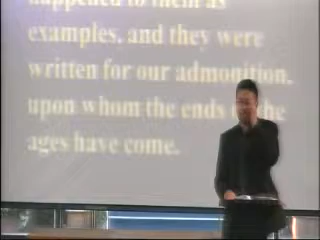 happened to them as
examples, and they were
written for our admonition,
upon whom the ends of the
ages have come.